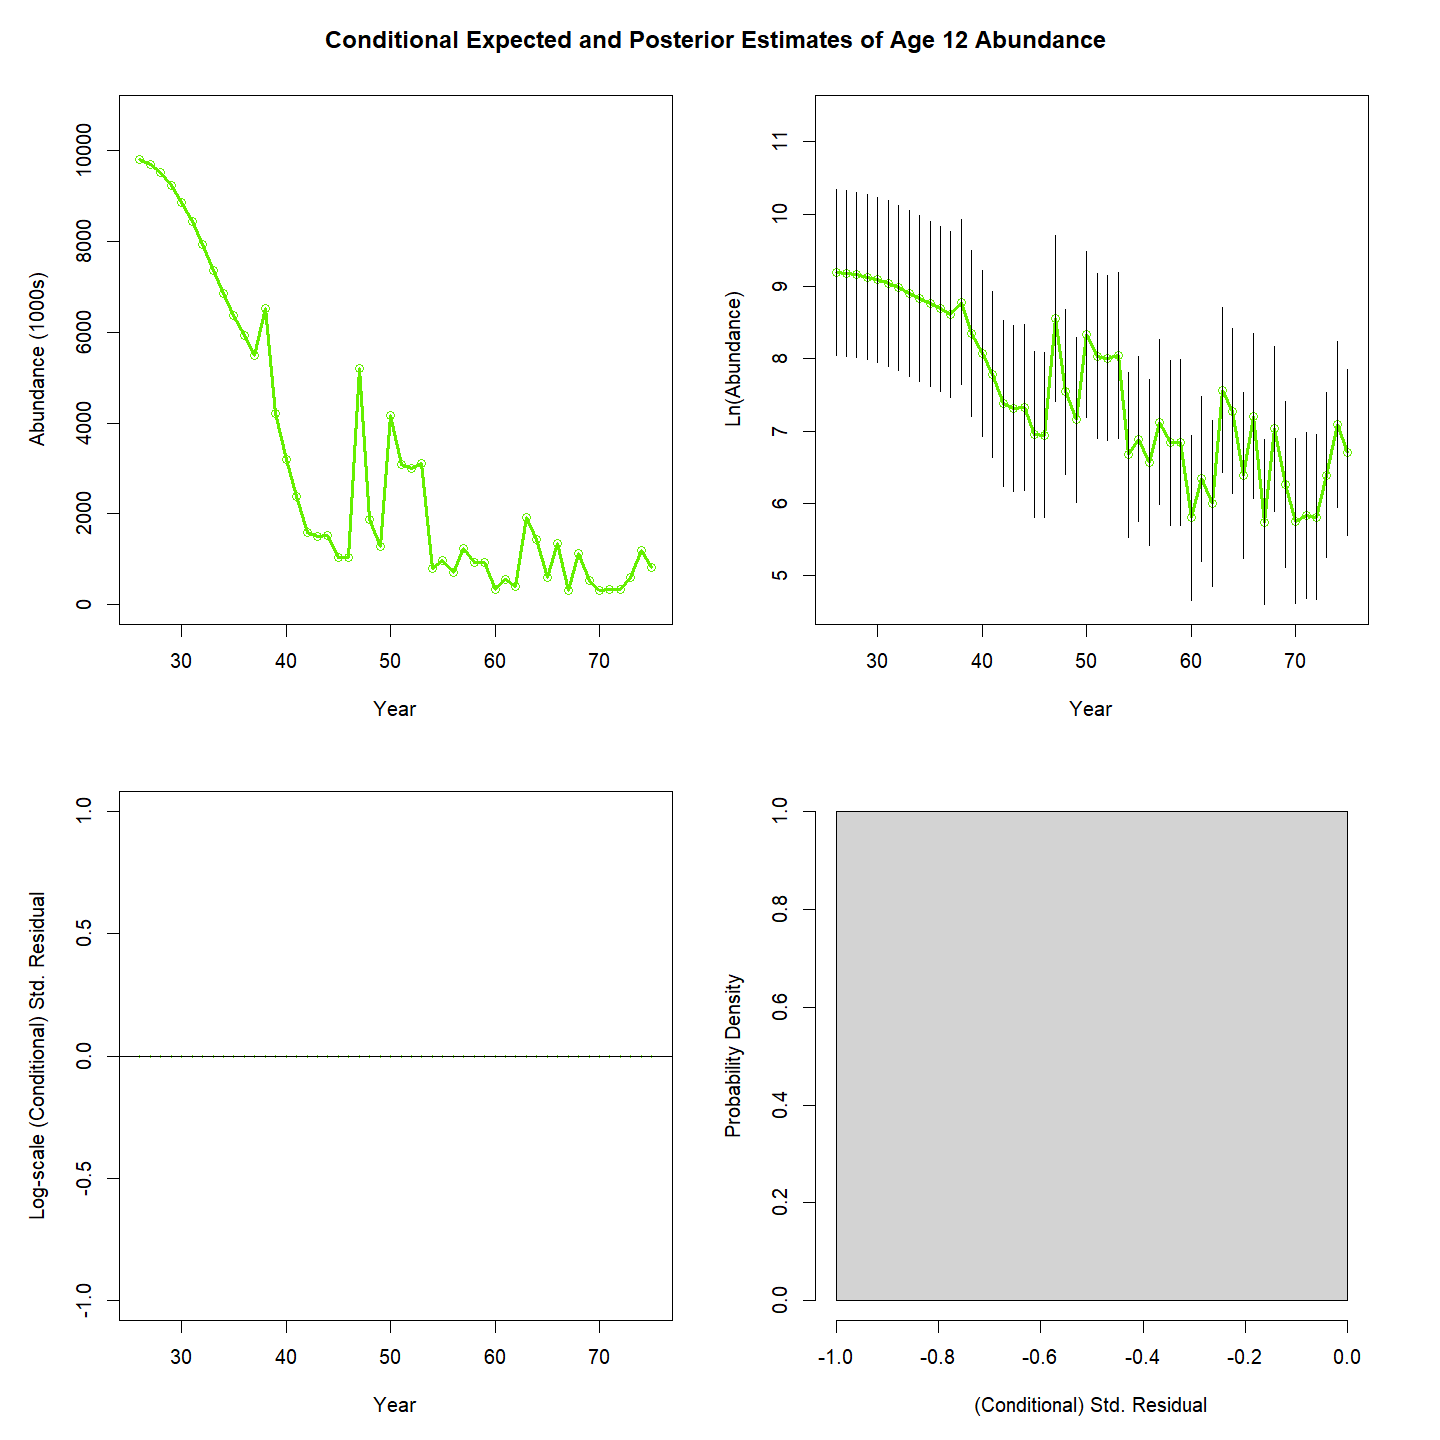 Conditional Expected and Posterior Estimates of Age 12 Abundance
Abundance (1000s)
10000
8000
6000
4000
2000
0
30 40 50 60 70
Year
Ln(Abundance)
11
10
9
8
7
6
5
30 40 50 60 70
Year
Log-scale (Conditional) Std. Residual
1.0
0.5
0.0
-0.5
-1.0
30 40 50 60 70
Year
Probability Density
1.0
0.8
0.6
0.4
0.2
0.0
-1.0 -0.8 -0.6 -0.4 -0.2 0.0
(Conditional) Std. Residual